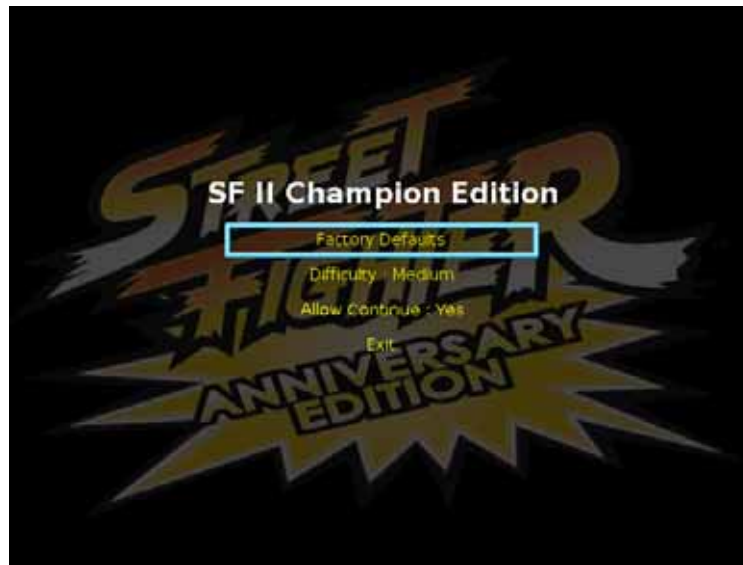 STREET
FIGHTER
ANNIVERSARY
EDITION
SF II Champion Edition
Factory Defaults
Difficulty : Medium
Allow Continue : Yes
Exit